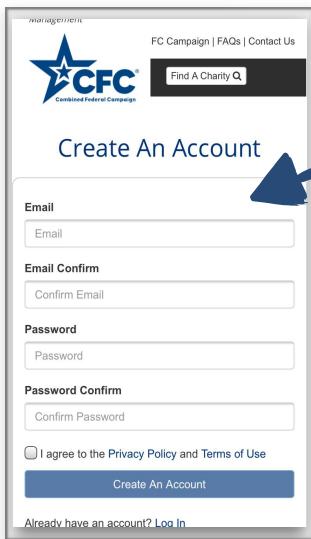 Management
FC Campaign | FAQs | Contact Us
CFC
Combined Federal Campaign
Find A Charity
Create An Account
Email
Email
Email Confirm
Confirm Email
Password
Password
Password Confirm
Confirm Password
I agree to the Privacy Policy and Terms of Use
Create An Account
Already have an account? Log In